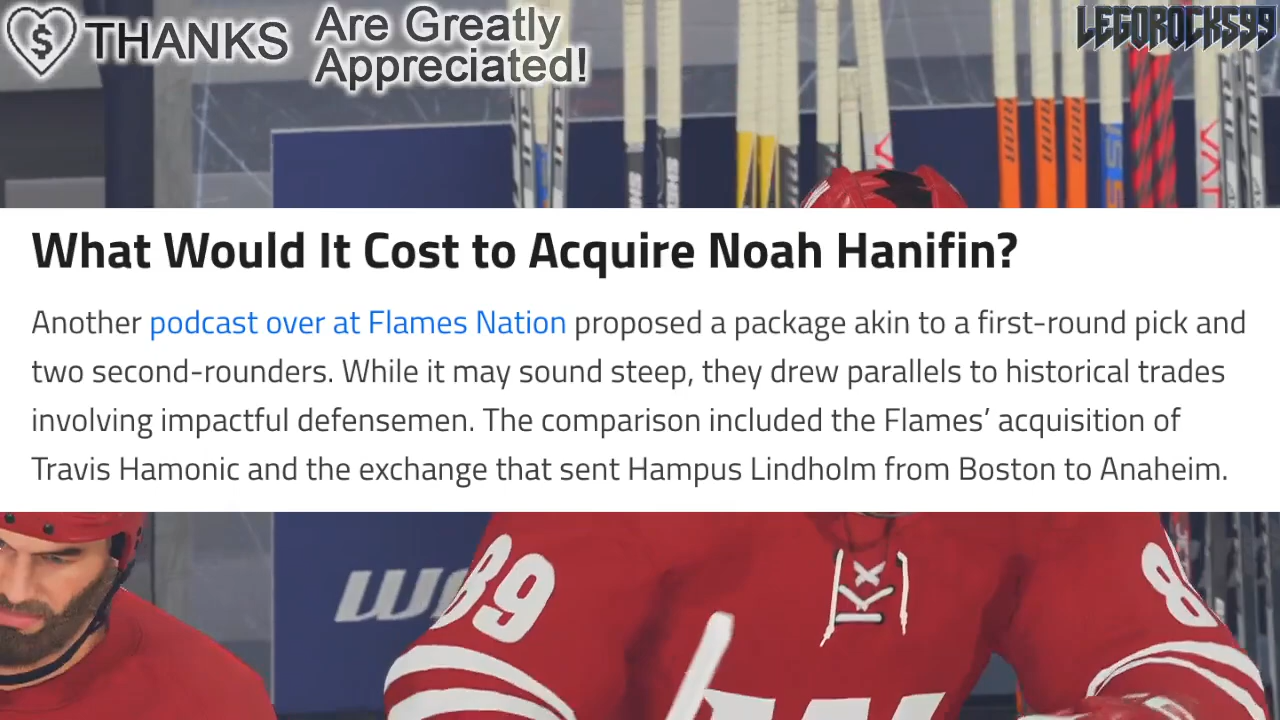 $ THANKS Are Greatly
Appreciated!
LEGOROCKS99
What Would It Cost to Acquire Noah Hanifin?
Another podcast over at Flames Nation proposed a package akin to a first-round pick and
two second-rounders. While it may sound steep, they drew parallels to historical trades
involving impactful defensemen. The comparison included the Flames’ acquisition of
Travis Hamonic and the exchange that sent Hampus Lindholm from Boston to Anaheim.
89
8